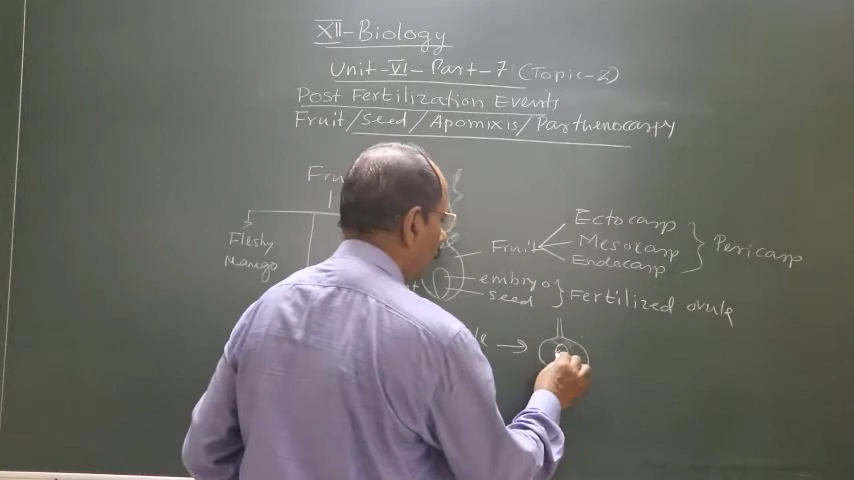 XII-Biology
Unit-VI-Part-7 (Topic-2)
Post Fertilization Events
Fruit/Seed/Apomixis/Parthenocarpy
Fleshy
Mango
Fruit
Ectocarp
Mesocarp
Endocarp
Pericarp
embryo
seed
Fertilized ovule